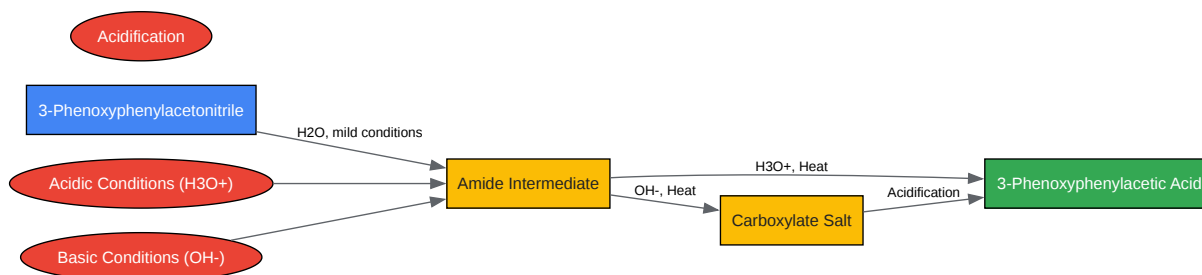 Acidification
3-Phenoxyphenylacetonitrile
H2O, mild conditions
Acidic Conditions (H3O+)
Amide Intermediate
H3O+, Heat
3-Phenoxyphenylacetic Acid
OH-, Heat
Carboxylate Salt
Acidification
Basic Conditions (OH-)